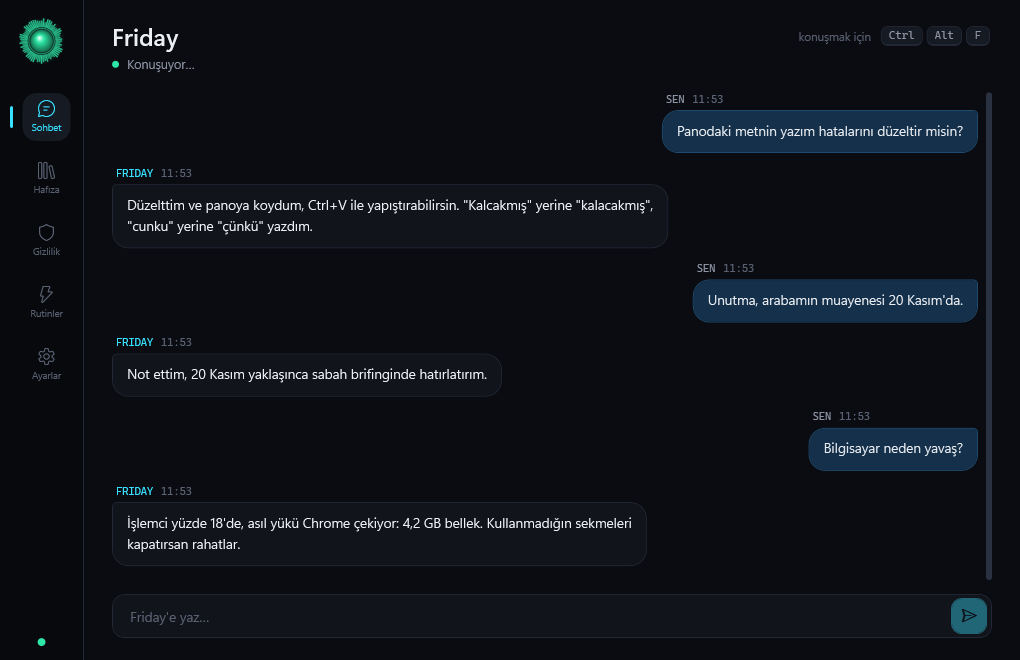 Friday
Konuşuyor...
konuşmak için Ctrl Alt F
Sohbet
Hafıza
Gizlilik
Rutinler
Ayarlar
SEN 11:53
Panodaki metnin yazım hatalarını düzeltir misin?
FRIDAY 11:53
Düzelttim ve panoya koydum, Ctrl+V ile yapıştırabilirsin. "Kalcakmış" yerine "kalacakmış",
"cunku" yerine "çünkü" yazdım.
SEN 11:53
Unutma, arabamın muayenesi 20 Kasım'da.
FRIDAY 11:53
Not ettim, 20 Kasım yaklaşınca sabah brifinginde hatırlatırım.
SEN 11:53
Bilgisayar neden yavaş?
FRIDAY 11:53
İşlemci yüzde 18'de, asıl yükü Chrome çekiyor: 4,2 GB bellek. Kullanmadığın sekmeleri
kapatırsan rahatlar.
Friday'e yaz...